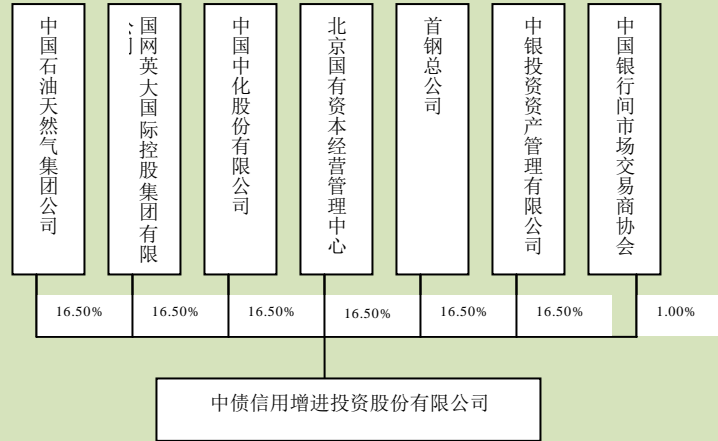 中国石油天然气集团公司
国网英大国际控股集团有限
中国中化股份有限公司
北京国有资本经营管理中心
首钢总公司
中银投资资产管理有限公司
中国银行间市场交易商协会
16.50%
16.50%
16.50%
16.50%
16.50%
16.50%
1.00%
中债信用增进投资股份有限公司